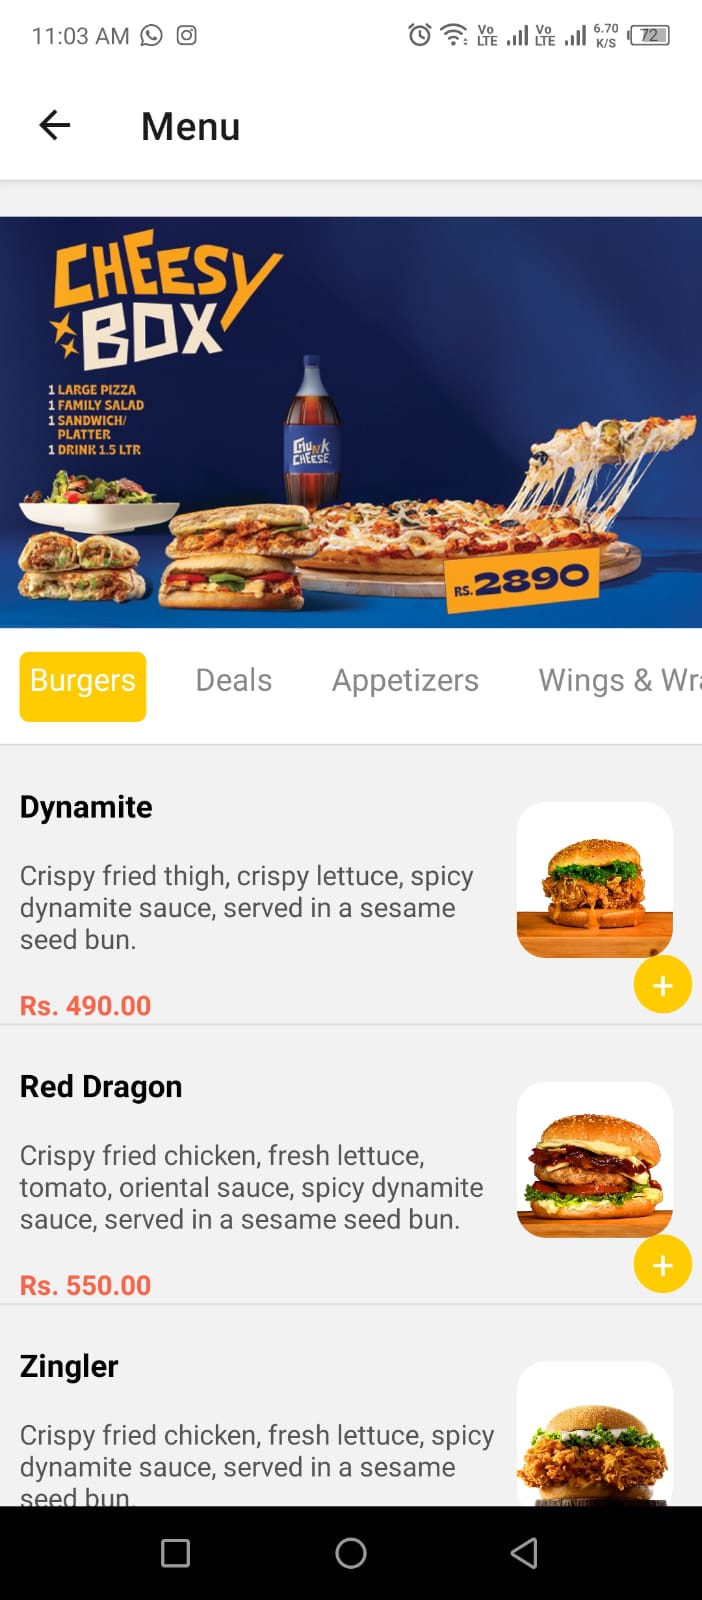 11:03 AM
Vo LTE Vo LTE 6.70 K/S 72
Menu
CHEESY
BOX
1 LARGE PIZZA
1 FAMILY SALAD
1 SANDWICH/
PLATTER
1 DRINK 1.5 LTR
CHUNK
CHEESE
RS. 2890
Burgers Deals Appetizers Wings & Wra
Dynamite
Crispy fried thigh, crispy lettuce, spicy
dynamite sauce, served in a sesame
seed bun.
Rs. 490.00
+
Red Dragon
Crispy fried chicken, fresh lettuce,
tomato, oriental sauce, spicy dynamite
sauce, served in a sesame seed bun.
Rs. 550.00
+
Zingler
Crispy fried chicken, fresh lettuce, spicy
dynamite sauce, served in a sesame
seed bun.